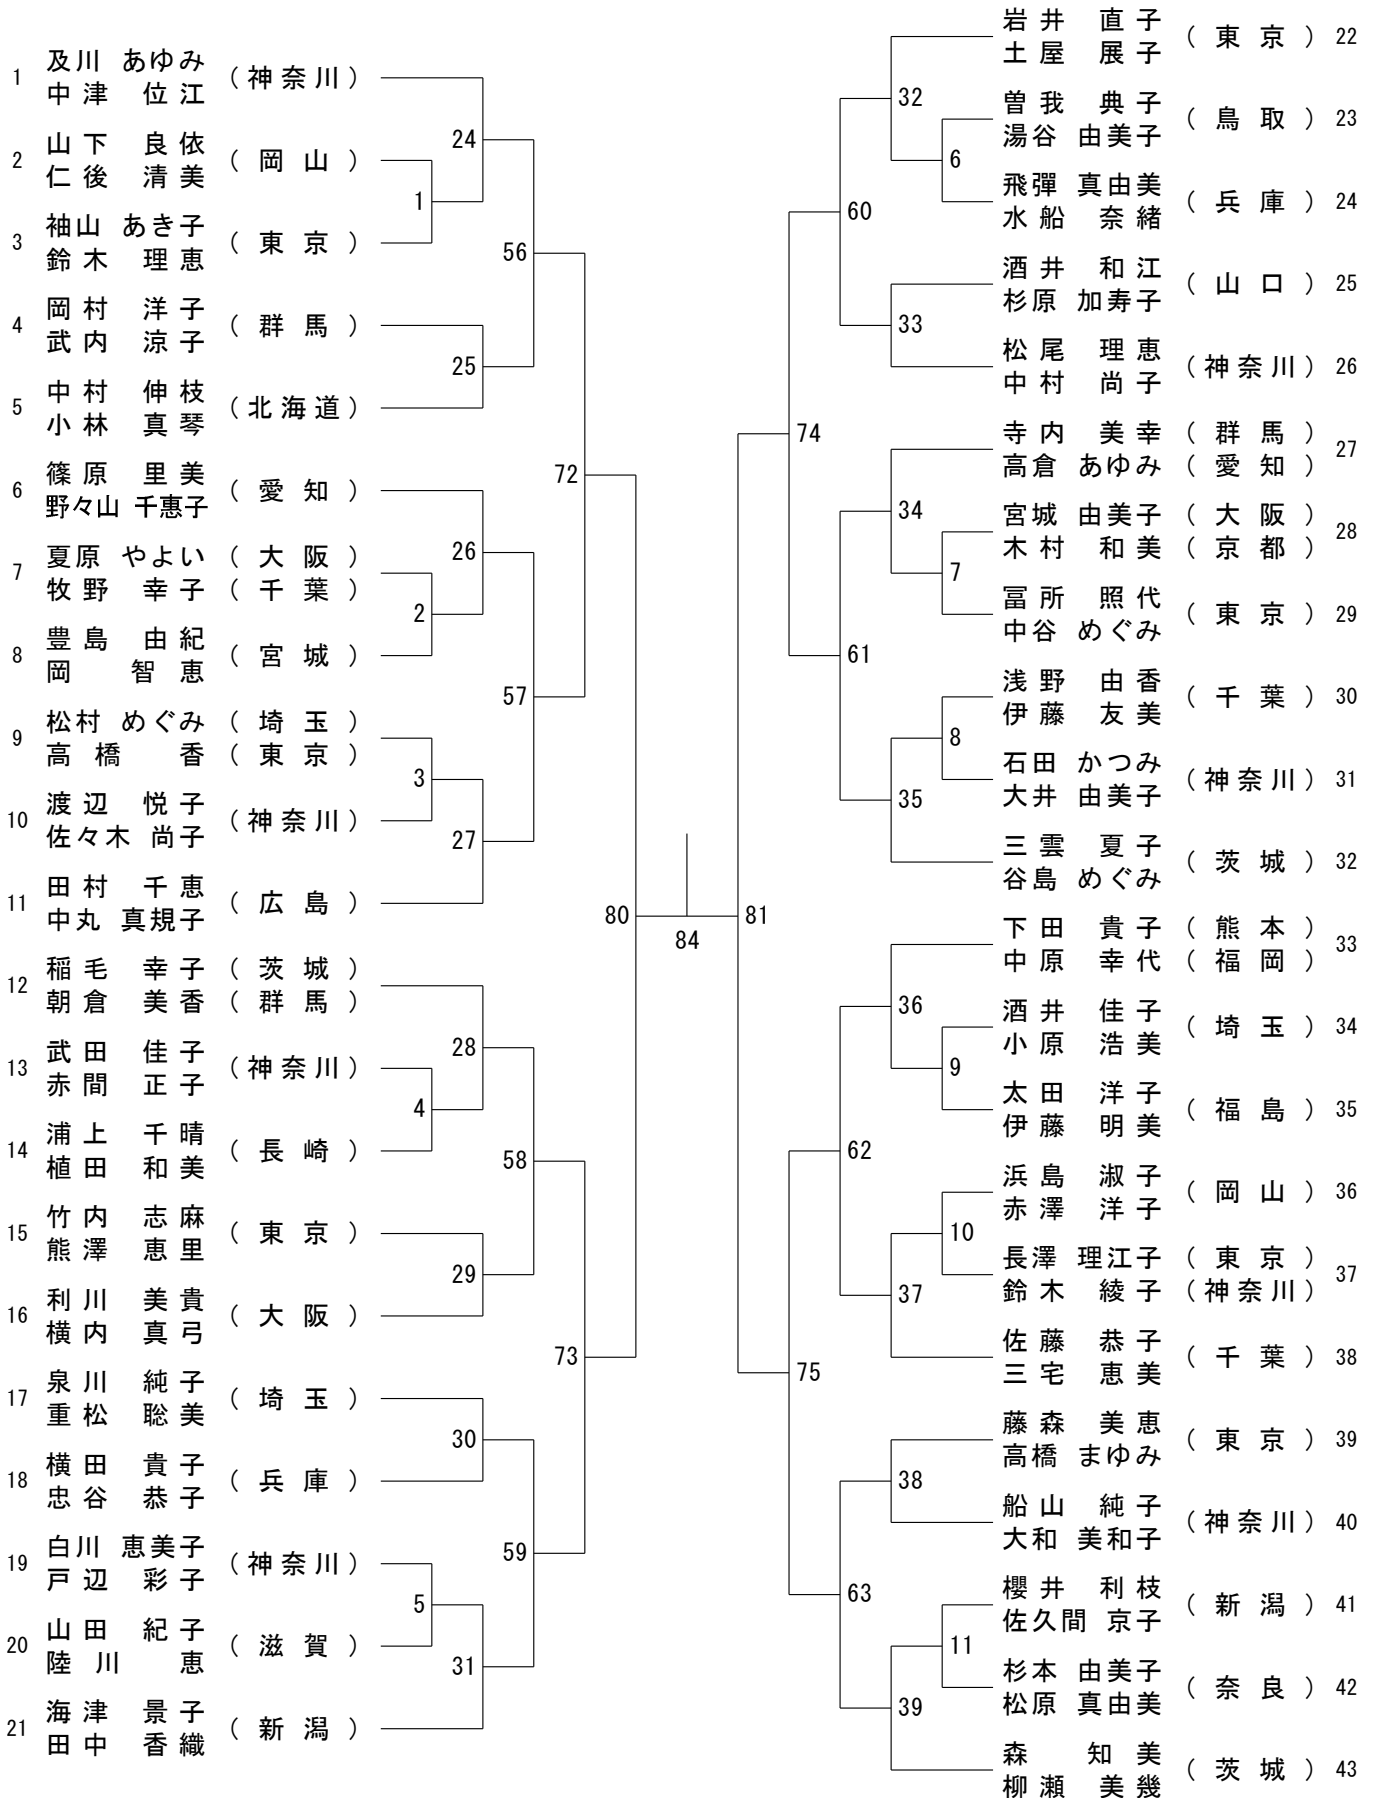 1 及川 あゆみ (神奈川)
中津 位江
24
2 山下 良依 (岡山)
仁後 清美
1
3 袖山 あき子 (東京)
鈴木 理恵
56
4 岡村 洋子 (群馬)
武内 涼子
25
5 中村 伸枝 (北海道)
小林 真琴
72
6 篠原 里美 (愛知)
野々山 千恵子
26
7 夏原 やよい (大阪)
牧野 幸子 (千葉)
2
8 豊島 由紀 (宮城)
岡 智恵
57
9 松村 めぐみ (埼玉)
高橋 香 (東京)
3
10 渡辺 悦子 (神奈川)
佐々木 尚子
27
11 田村 千恵 (広島)
中丸 真規子
80
84
81
12 稲毛 幸子 (茨城)
朝倉 美香 (群馬)
28
13 武田 佳子 (神奈川)
赤間 正子
4
14 浦上 千晴 (長崎)
植田 和美
58
15 竹内 志麻 (東京)
熊澤 恵里
29
16 利川 美貴 (大阪)
横内 真弓
73
17 泉川 純子 (埼玉)
重松 聡美
30
18 横田 貴子 (兵庫)
忠谷 恭子
59
19 白川 恵美子 (神奈川)
戸辺 彩子
5
20 山田 紀子 (滋賀)
陸川 恵
31
21 海津 景子 (新潟)
田中 香織
岩井 直子 (東京) 22
土屋 展子
32
曽我 典子 (鳥取) 23
湯谷 由美子
6
飛彈 真由美 (兵庫) 24
水船 奈緒
60
酒井 和江 (山口) 25
杉原 加寿子
33
松尾 理恵 (神奈川) 26
中村 尚子
74
寺内 美幸 (群馬) 27
高倉 あゆみ (愛知)
34
宮城 由美子 (大阪) 28
木村 和美 (京都)
7
冨所 照代 (東京) 29
中谷 めぐみ
61
浅野 由香 (千葉) 30
伊藤 友美
8
石田 かつみ (神奈川) 31
大井 由美子
35
三雲 夏子 (茨城) 32
谷島 めぐみ
下田 貴子 (熊本) 33
中原 幸代 (福岡)
36
酒井 佳子 (埼玉) 34
小原 浩美
9
太田 洋子 (福島) 35
伊藤 明美
62
浜島 淑子 (岡山) 36
赤澤 洋子
10
長澤 理江子 (東京) 37
鈴木 綾子 (神奈川)
37
佐藤 恭子 (千葉) 38
三宅 恵美
75
藤森 美恵 (東京) 39
高橋 まゆみ
38
船山 純子 (神奈川) 40
大和 美和子
63
櫻井 利枝 (新潟) 41
佐久間 京子
11
杉本 由美子 (奈良) 42
松原 真由美
39
森 知美 (茨城) 43
柳瀬 美幾